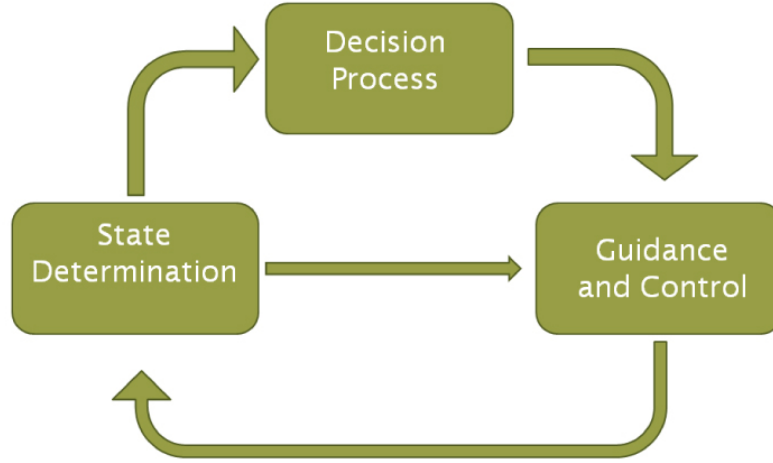 Decision
Process
State
Determination
Guidance
and Control